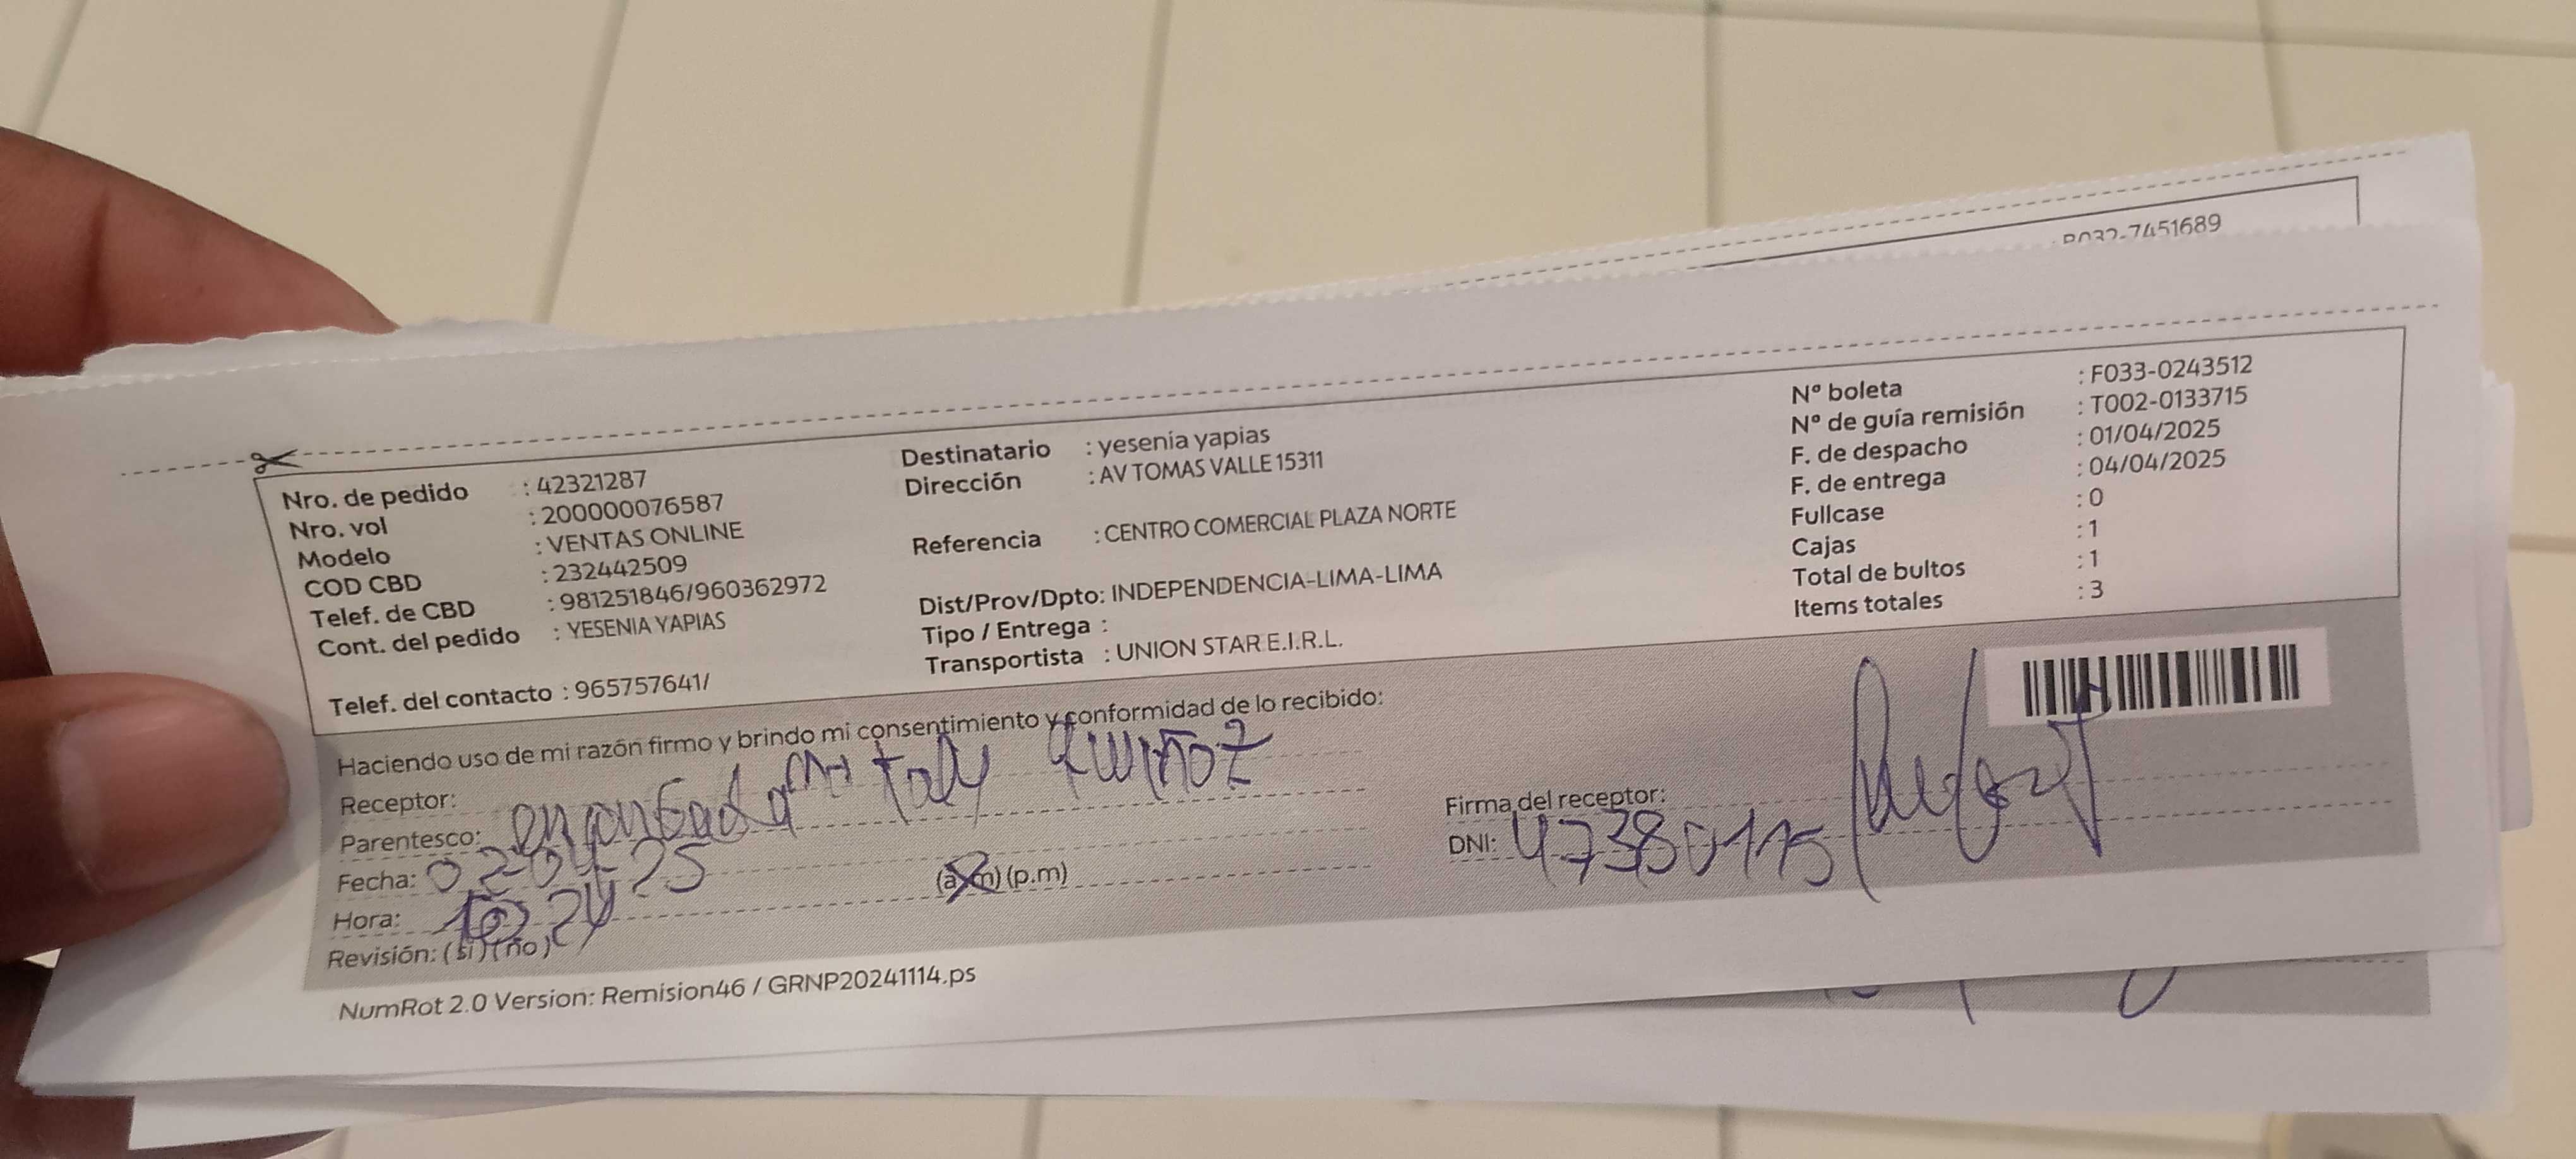 R032-7451689
Nro. de pedido : 42321287
Nro. vol : 200000076587
Modelo : VENTAS ONLINE
COD CBD : 232442509
Telef. de CBD : 981251846/960362972
Cont. del pedido : YESENIA YAPIAS
Telef. del contacto : 965757641/
Destinatario : yesenia yapias
Dirección : AV TOMAS VALLE 15311
Referencia : CENTRO COMERCIAL PLAZA NORTE
Dist/Prov/Dpto: INDEPENDENCIA-LIMA-LIMA
Tipo / Entrega :
Transportista : UNION STAR E.I.R.L.
Nº boleta : F033-0243512
Nº de guía remisión : T002-0133715
F. de despacho : 01/04/2025
F. de entrega : 04/04/2025
Fullcase : 0
Cajas : 1
Total de bultos : 1
Items totales : 3
Haciendo uso de mi razón firmo y brindo mi consentimiento y conformidad de lo recibido:
Receptor:
Parentesco: encargada
Fecha: 02-04-25
Hora: (a.m) (p.m)
Revisión: (si) (no)
Firma del receptor:
DNI: 47380115
NumRot 2.0 Version: Remision46 / GRNP20241114.ps